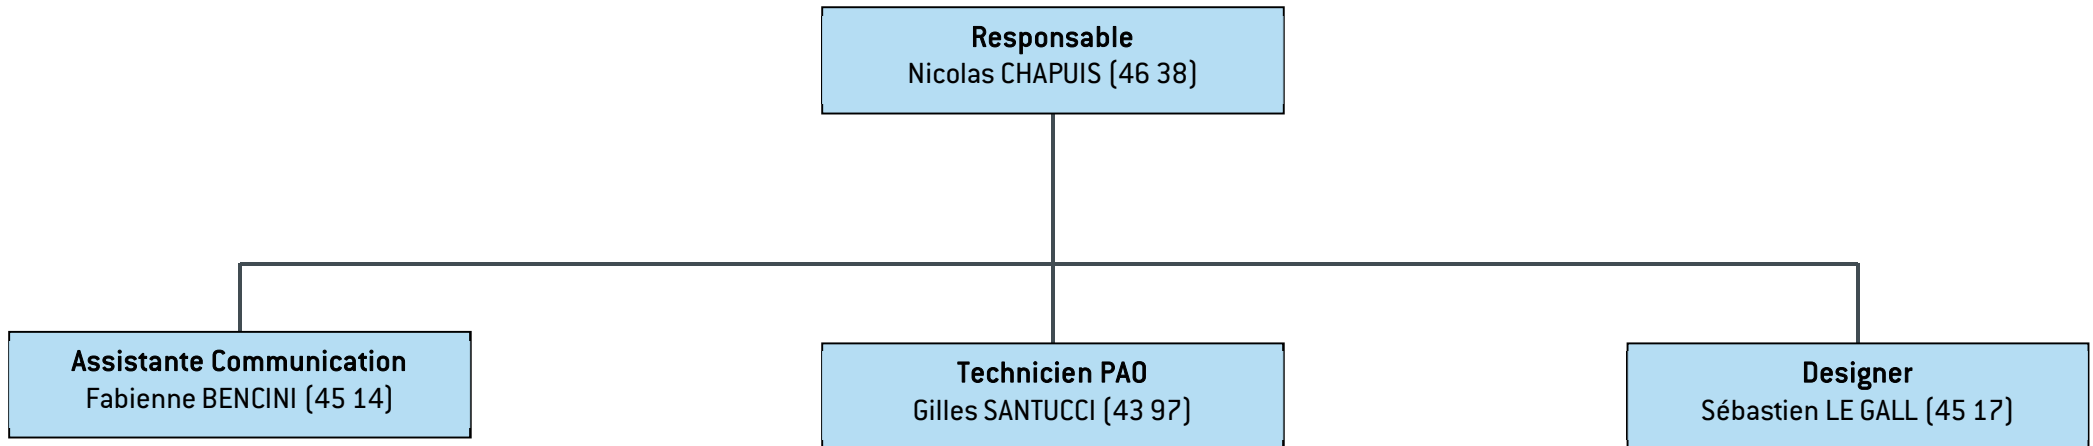 Responsable
Nicolas CHAPUIS (46 38)
Assistante Communication
Fabienne BENCINI (45 14)
Technicien PAO
Gilles SANTUCCI (43 97)
Designer
Sébastien LE GALL (45 17)